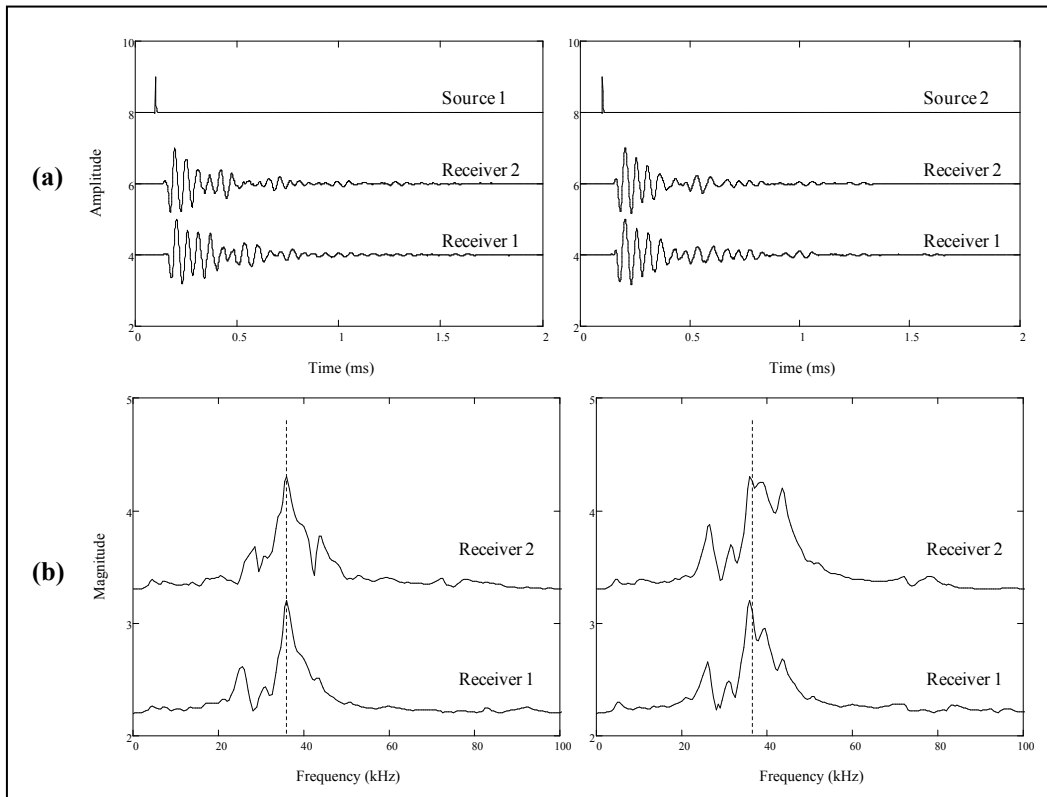 (a)
Amplitude
10
8
6
4
2
Source 1
Receiver 2
Receiver 1
0 0.5 1 1.5 2
Time (ms)
Source 2
Receiver 2
Receiver 1
10
8
6
4
2
0 0.5 1 1.5 2
Time (ms)
(b)
Magnitude
5
4
3
2
Receiver 2
Receiver 1
0 20 40 60 80 100
Frequency (kHz)
5
4
3
2
Receiver 2
Receiver 1
0 20 40 60 80 100
Frequency (kHz)